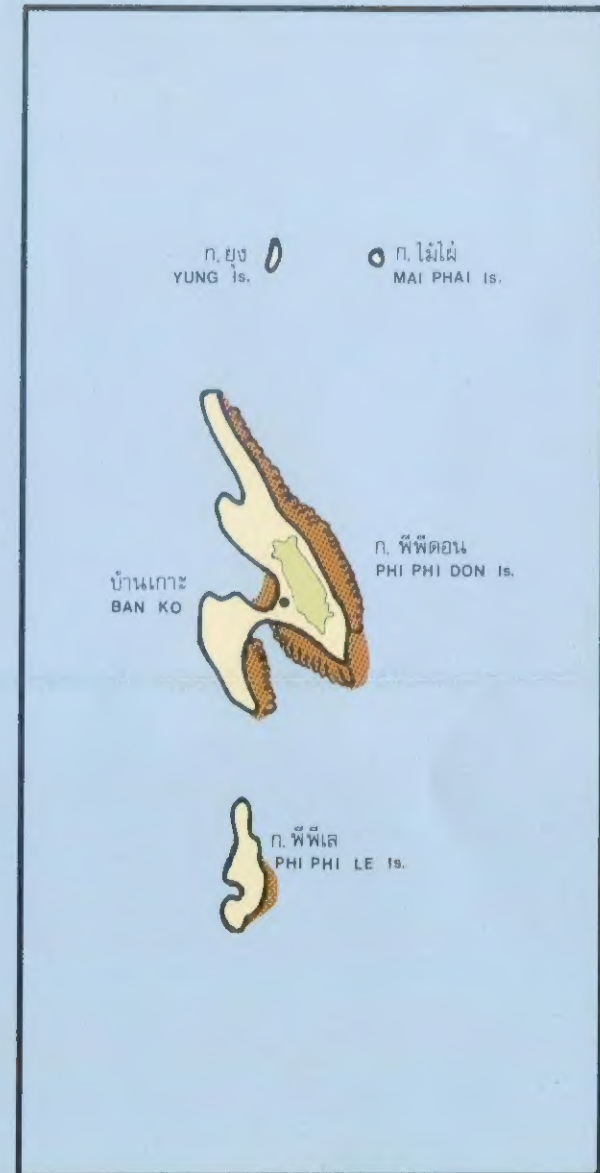 ก. ยุง
YUNG Is.
ก. ไม้ไผ่
MAI PHAI Is.
ก. พีพีดอน
PHI PHI DON Is.
บ้านเกาะ
BAN KO
ก. พีพีเล
PHI PHI LE Is.